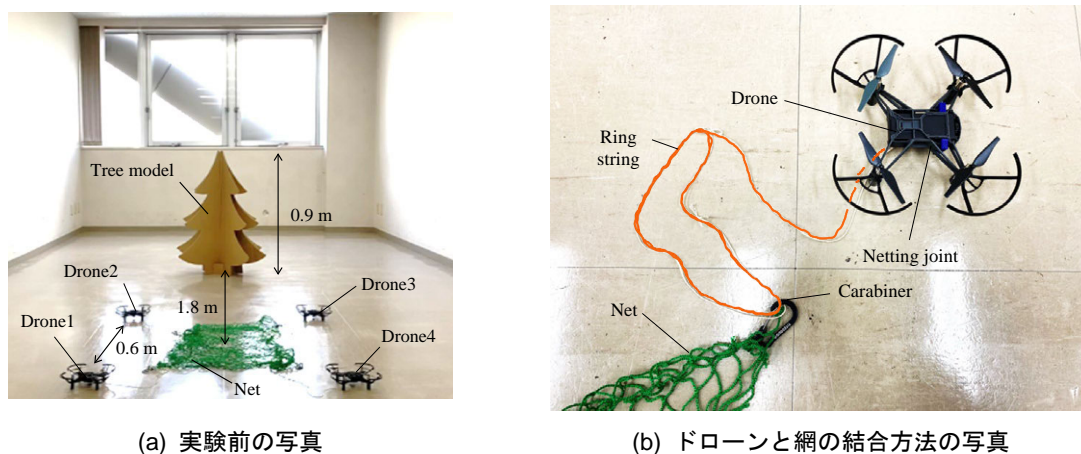 Tree model
0.9 m
Drone2
Drone3
1.8 m
Drone1
Drone4
0.6 m
Net
Drone
Ring
string
Netting joint
Carabiner
Net
(a) 実験前の写真
(b) ドローンと網の結合方法の写真